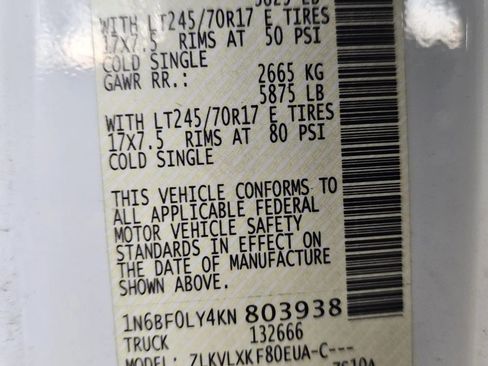 WITH LT245/70R17 E TIRES
17X7.5 RIMS AT 50 PSI
COLD SINGLE
GAWR RR.: 2665 KG
5875 LB
WITH LT245/70R17 E TIRES
17X7.5 RIMS AT 80 PSI
COLD SINGLE
THIS VEHICLE CONFORMS TO
ALL APPLICABLE FEDERAL
MOTOR VEHICLE SAFETY
STANDARDS IN EFFECT ON
THE DATE OF MANUFACTURE
SHOWN ABOVE.
1N6BF0LY4KN 803938
TRUCK 132666
MODEL: ZLKVLXKF80EUA-C---